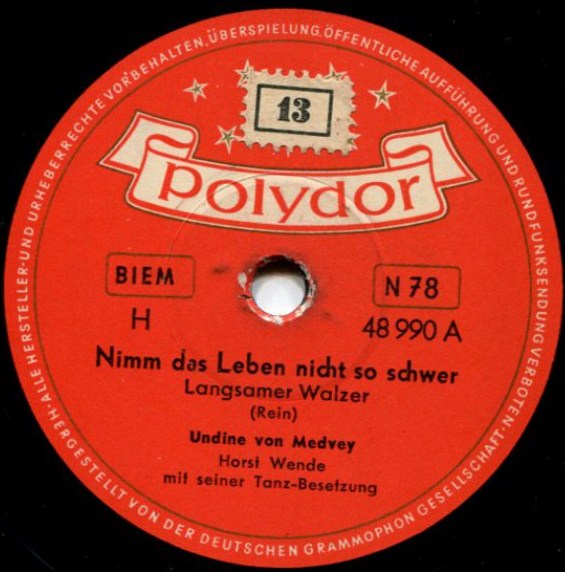 ALLE HERSTELLER- UND URHEBERRECHTE VORBEHALTEN, ÜBERSPIELUNG, ÖFFENTLICHE AUFFÜHRUNG UND RUNDFUNKSENDUNG VERBOTEN.
13
polydor
BIEM
N 78
H
48 990 A
Nimm das Leben nicht so schwer
Langsamer Walzer
(Rein)
Undine von Medvey
Horst Wende
mit seiner Tanz-Besetzung
HERGESTELLT VON DER DEUTSCHEN GRAMMOPHON GESELLSCHAFT